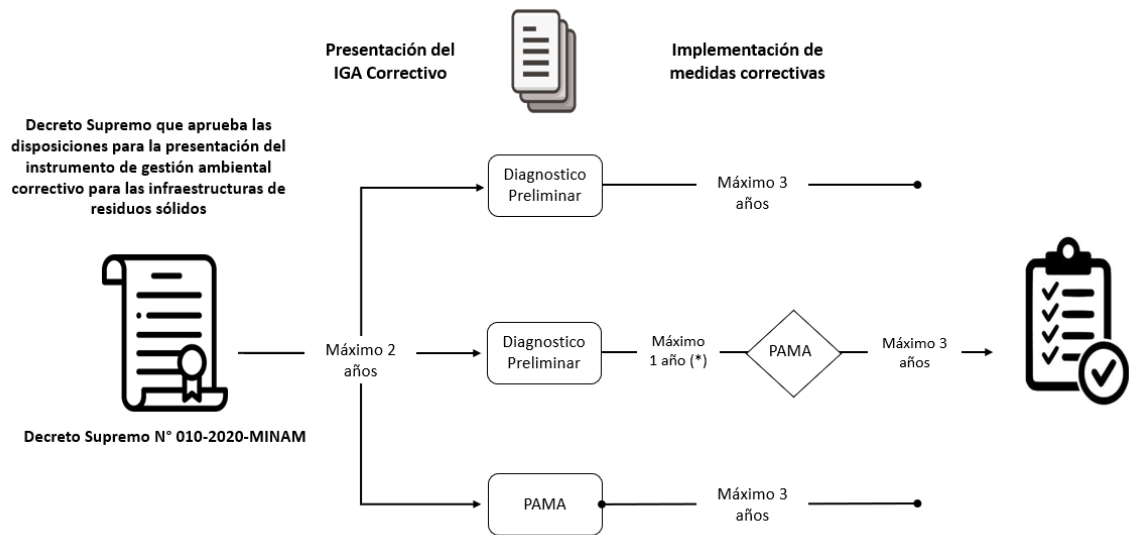 Presentación del
IGA Correctivo
Implementación de
medidas correctivas
Decreto Supremo que aprueba las
disposiciones para la presentación del
instrumento de gestión ambiental
correctivo para las infraestructuras de
residuos sólidos
Diagnostico
Preliminar
Máximo 3
años
Máximo 2
años
Diagnostico
Preliminar
Máximo
1 año (*)
PAMA
Máximo 3
años
Decreto Supremo N° 010-2020-MINAM
PAMA
Máximo 3
años